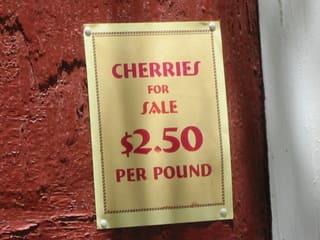 CHERRIES
FOR
SALE
$2.50
PER POUND